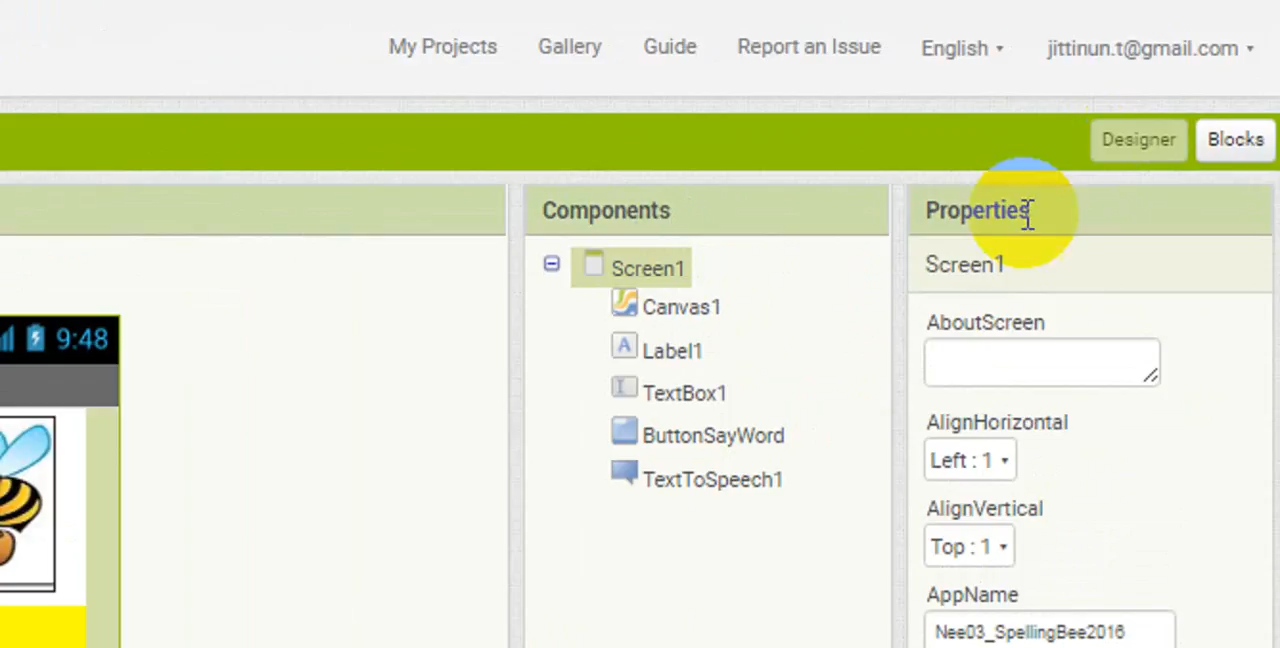 My Projects Gallery Guide Report an Issue English jittinun.t@gmail.com
Designer Blocks
Components
Properties
Screen1
Screen1
Canvas1
Label1
TextBox1
ButtonSayWord
TextToSpeech1
9:48
AboutScreen
AlignHorizontal
Left : 1
AlignVertical
Top : 1
AppName
Nee03_SpellingBee2016